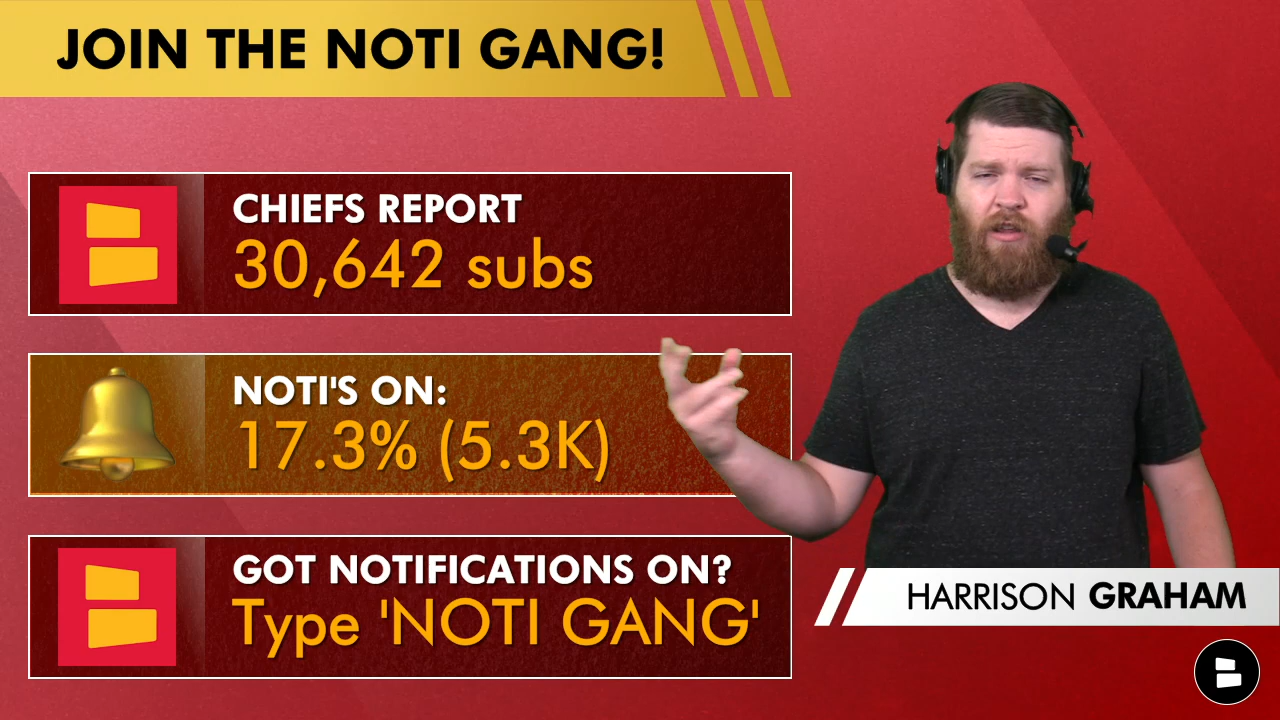 JOIN THE NOTI GANG!
CHIEFS REPORT
30,642 subs
NOTI'S ON:
17.3% (5.3K)
GOT NOTIFICATIONS ON?
Type 'NOTI GANG'
HARRISON GRAHAM